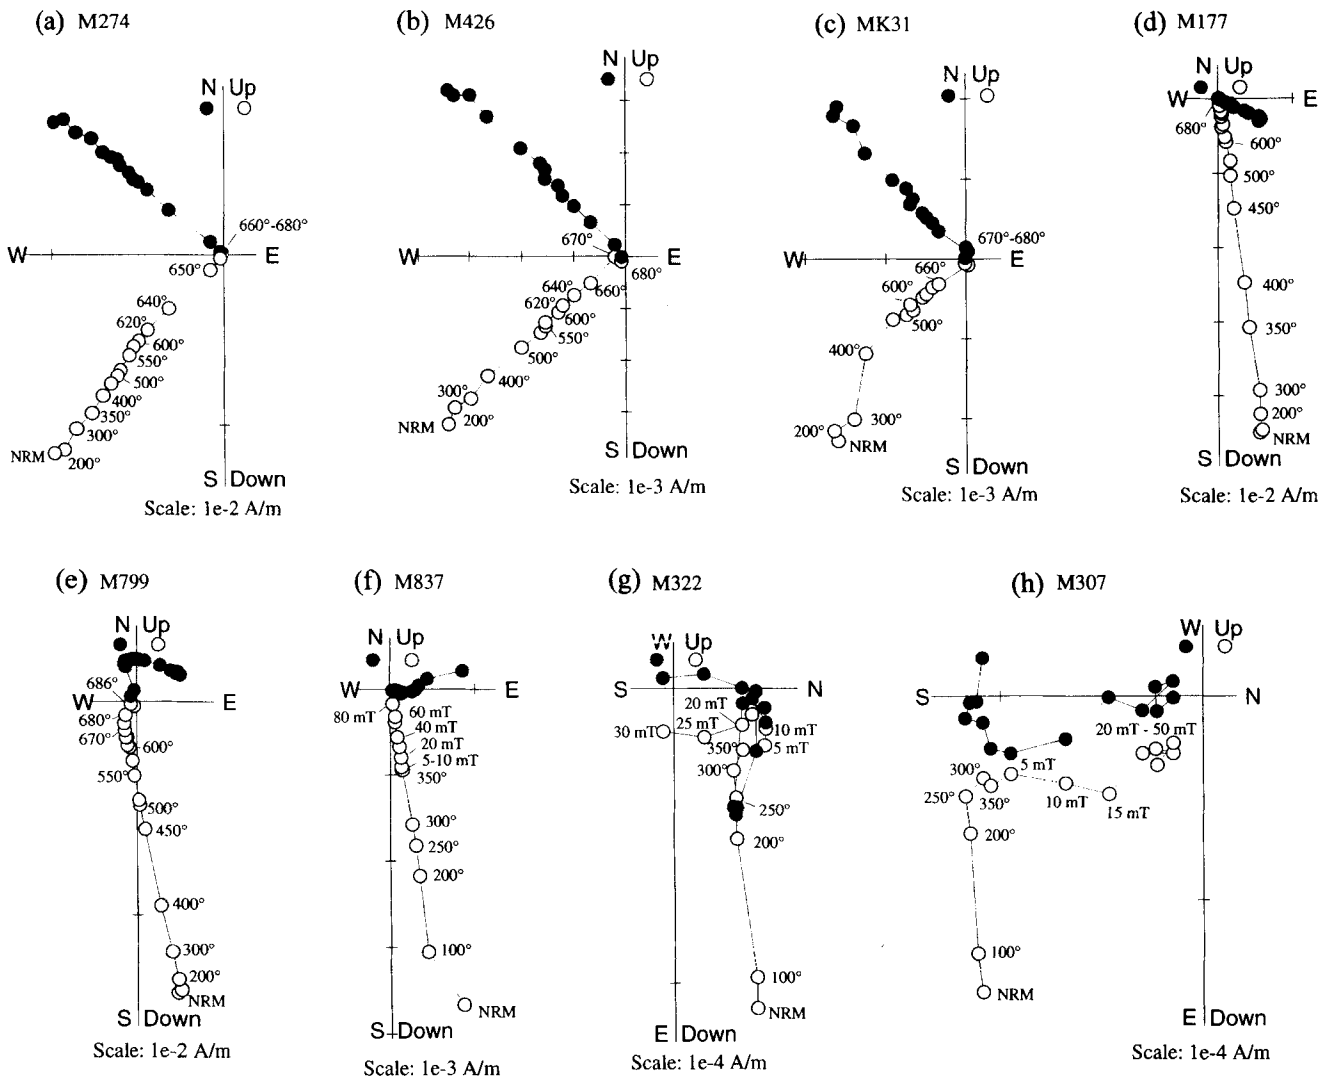 (a) M274
N Up
W E
660°-680°
650°
640°
620°
600°
550°
500°
400°
350°
300°
NRM 200°
S Down
Scale: 1e-2 A/m
(b) M426
N Up
670°
W E
680°
660°
640°
620°
600°
550°
500°
400°
300°
200°
NRM
S Down
Scale: 1e-3 A/m
(c) MK31
N Up
670°-680°
W E
660°
600°
500°
400°
300°
200°
NRM
S Down
Scale: 1e-3 A/m
(d) M177
N Up
W E
680°
600°
500°
450°
400°
350°
300°
200°
NRM
S Down
Scale: 1e-2 A/m
(e) M799
N Up
686°
W E
680°
670°
600°
550°
500°
450°
400°
300°
200°
NRM
S Down
Scale: 1e-2 A/m
(f) M837
N Up
W E
80 mT 60 mT
40 mT
20 mT
5-10 mT
350°
300°
250°
200°
100°
NRM
S Down
Scale: 1e-3 A/m
(g) M322
W Up
S N
20 mT
30 mT 25 mT 10 mT
350° 5 mT
300°
250°
200°
100°
NRM
E Down
Scale: 1e-4 A/m
(h) M307
W Up
S N
20 mT - 50 mT
5 mT
300°
350° 10 mT
250° 15 mT
200°
100°
NRM
E Down
Scale: 1e-4 A/m